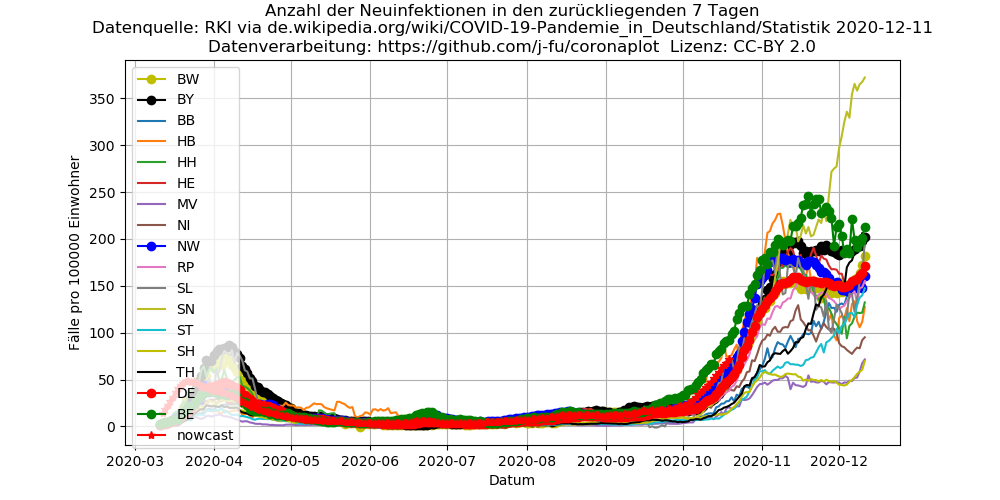 Anzahl der Neuinfektionen in den zurückliegenden 7 Tagen
Datenquelle: RKI via de.wikipedia.org/wiki/COVID-19-Pandemie_in_Deutschland/Statistik 2020-12-11
Datenverarbeitung: https://github.com/j-fu/coronaplot  Lizenz: CC-BY 2.0
Fälle pro 100000 Einwohner
350
300
250
200
150
100
50
0
BW
BY
BB
HB
HH
HE
MV
NI
NW
RP
SL
SN
ST
SH
TH
DE
BE
nowcast
2020-03 2020-04 2020-05 2020-06 2020-07 2020-08 2020-09 2020-10 2020-11 2020-12
Datum